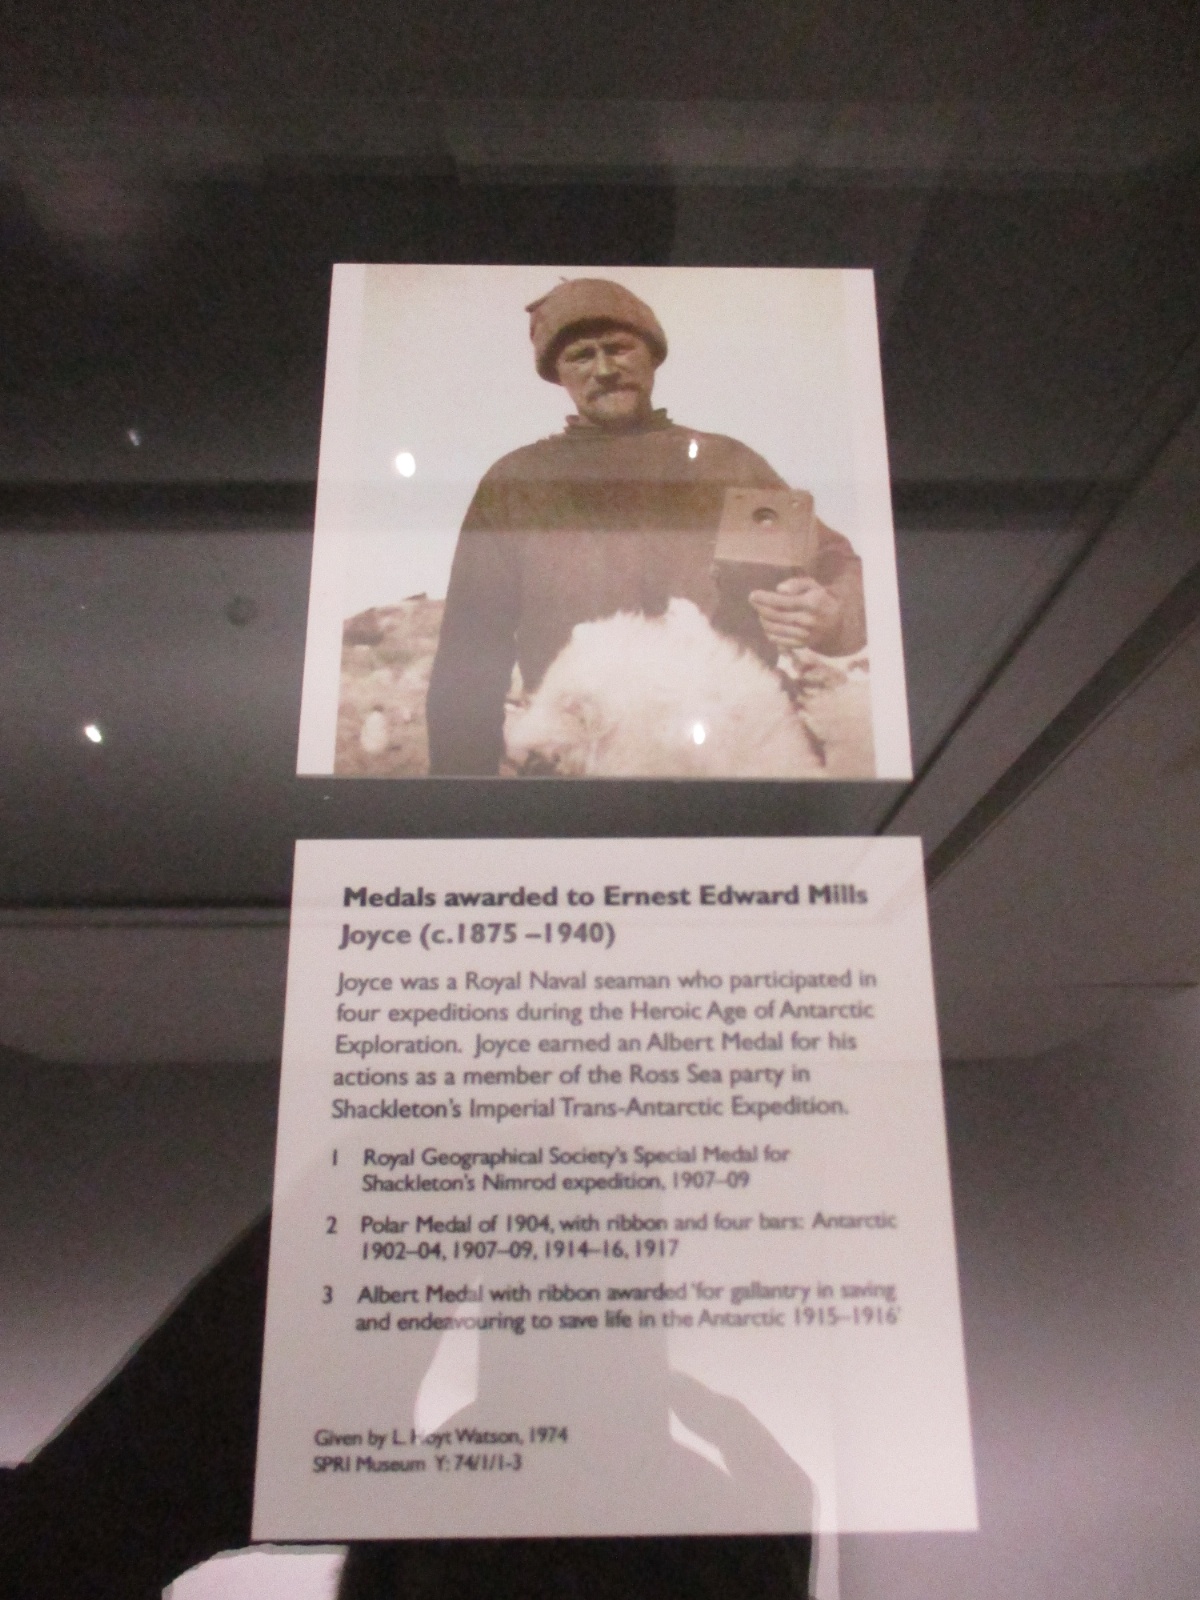 Medals awarded to Ernest Edward Mills
Joyce (c.1875 –1940)
Joyce was a Royal Naval seaman who participated in
four expeditions during the Heroic Age of Antarctic
Exploration. Joyce earned an Albert Medal for his
actions as a member of the Ross Sea party in
Shackleton's Imperial Trans-Antarctic Expedition.
1 Royal Geographical Society's Special Medal for
Shackleton's Nimrod expedition, 1907–09
2 Polar Medal of 1904, with ribbon and four bars: Antarctic
1902–04, 1907–09, 1914–16, 1917
3 Albert Medal with ribbon awarded 'for gallantry in saving
and endeavouring to save life in the Antarctic 1915–1916'
Given by L. Hoyt Watson, 1974
SPRI Museum Y: 74/1/1-3